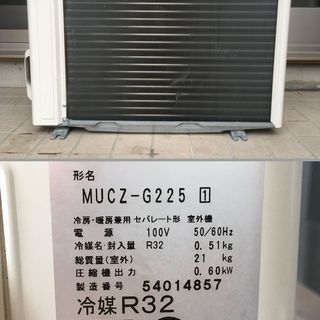 形名
MUCZ-G225 1
冷房・暖房兼用 セパレート形 室外機
電源 100V 50/60Hz
冷媒名・封入量 R32 0.51kg
総質量(室外) 21 kg
圧縮機出力 0.60kW
製造番号 54014857
冷媒R32